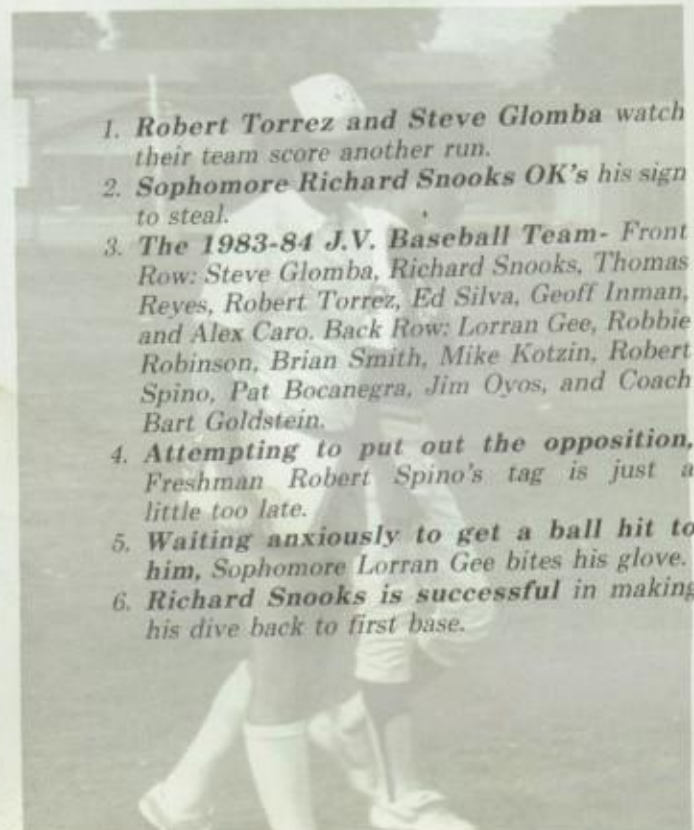 1. Robert Torrez and Steve Glomba watch
their team score another run.
2. Sophomore Richard Snooks OK's his sign
to steal.
3. The 1983-84 J.V. Baseball Team- Front
Row: Steve Glomba, Richard Snooks, Thomas
Reyes, Robert Torrez, Ed Silva, Geoff Inman,
and Alex Caro. Back Row: Lorran Gee, Robbie
Robinson, Brian Smith, Mike Kotzin, Robert
Spino, Pat Bocanegra, Jim Oyos, and Coach
Bart Goldstein.
4. Attempting to put out the opposition,
Freshman Robert Spino's tag is just a
little too late.
5. Waiting anxiously to get a ball hit to
him, Sophomore Lorran Gee bites his glove.
6. Richard Snooks is successful in making
his dive back to first base.